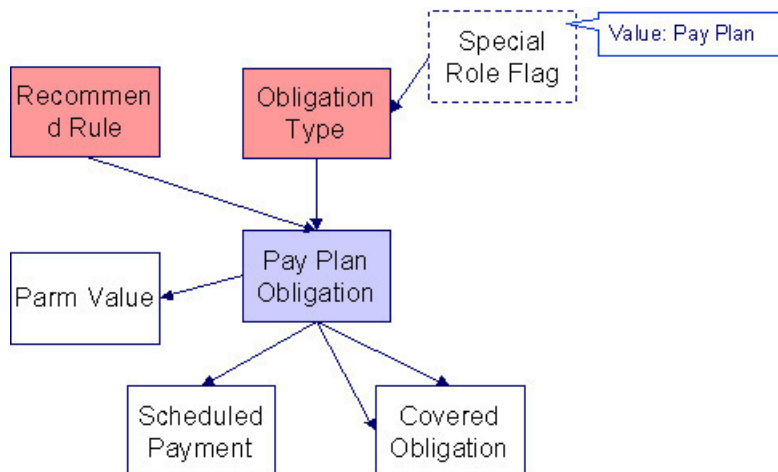 Special
Role Flag
Value: Pay Plan
Recommen
d Rule
Obligation
Type
Pay Plan
Obligation
Parm Value
Scheduled
Payment
Covered
Obligation